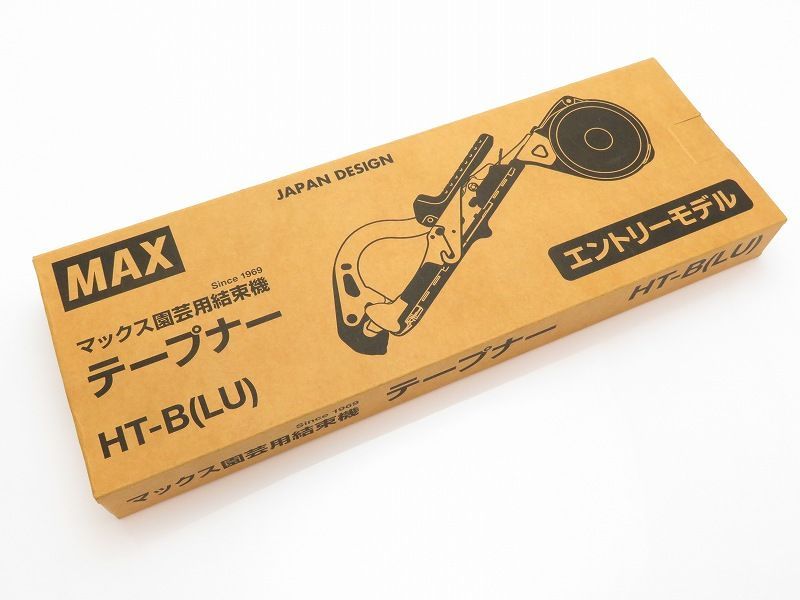 MAX
JAPAN DESIGN
Since 1969
マックス園芸用結束機
テープナー
HT-B(LU)
エントリーモデル
Since 1969
マックス園芸用結束機
テープナー
HT-B(LU)